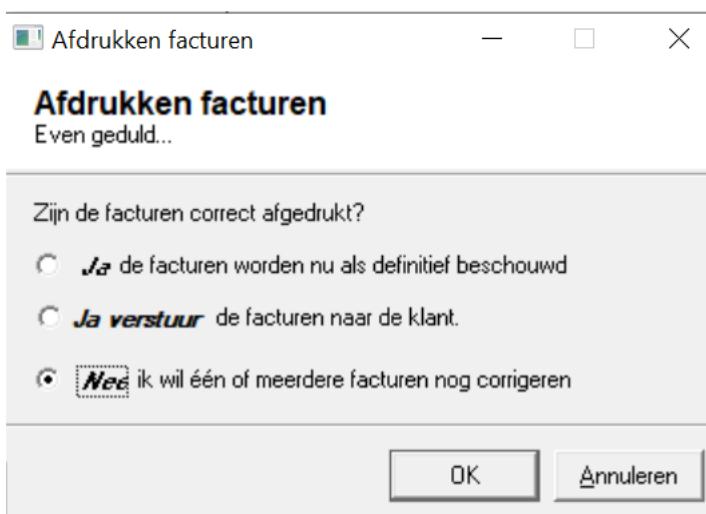 Afdrukken facturen
Afdrukken facturen
Even geduld...
Zijn de facturen correct afgedrukt?
Ja de facturen worden nu als definitief beschouwd
Ja verstuur de facturen naar de klant.
Neé ik wil één of meerdere facturen nog corrigeren
OK
Annuleren